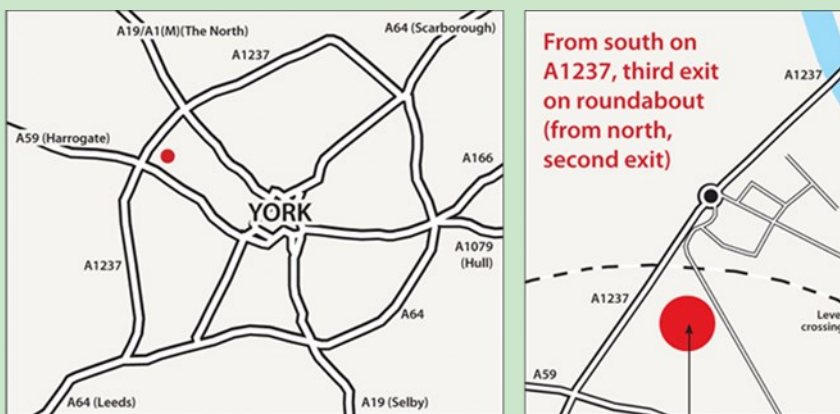 A19/A1(M)(The North)
A64 (Scarborough)
A1237
A59 (Harrogate)
A166
YORK
A1079
(Hull)
A1237
A64
A64 (Leeds)
A19 (Selby)
From south on
A1237, third exit
on roundabout
(from north,
second exit)
A1237
A1237
Leve
crossing
A59